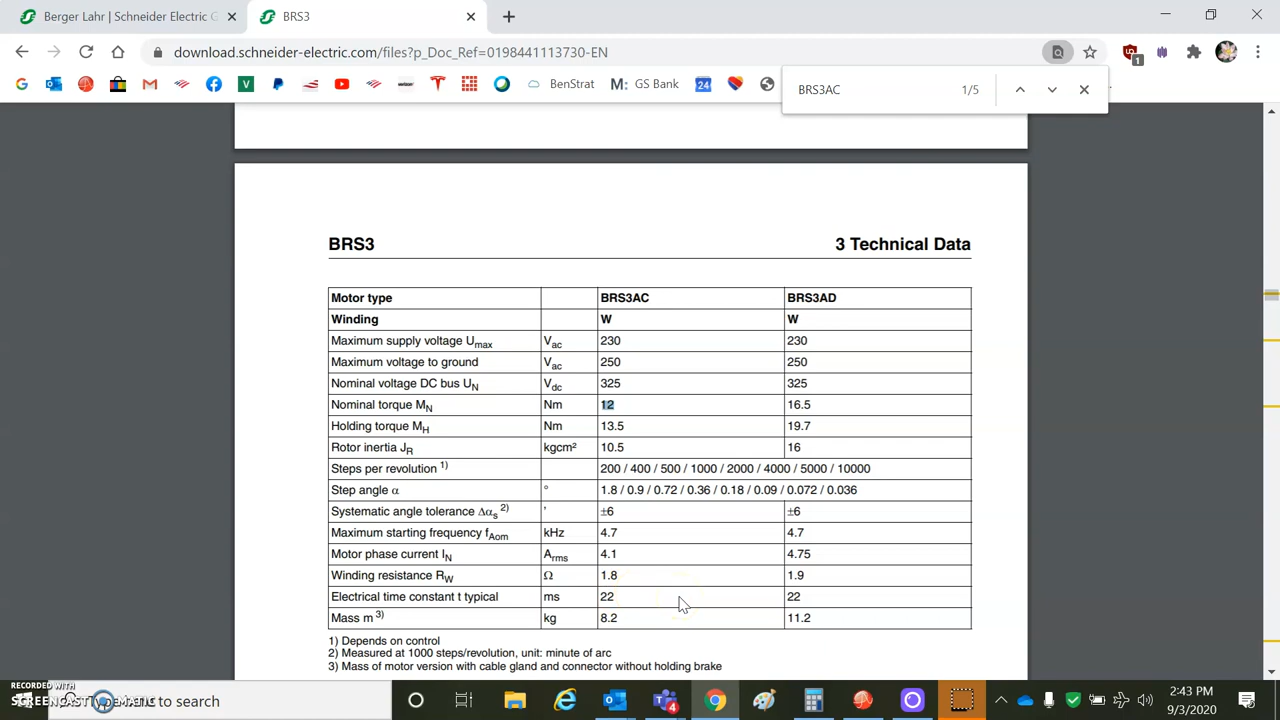 Berger Lahr | Schneider Electric G
BRS3
download.schneider-electric.com/files?p_Doc_Ref=0198441113730-EN
1
BenStrat
M: GS Bank
24
BRS3AC 1/5
BRS3 3 Technical Data
Motor type BRS3AC BRS3AD
Winding W W
Maximum supply voltage Umax Vac 230 230
Maximum voltage to ground Vac 250 250
Nominal voltage DC bus UN Vdc 325 325
Nominal torque MN Nm 12 16.5
Holding torque MH Nm 13.5 19.7
Rotor inertia JR kgcm² 10.5 16
Steps per revolution 1) 200 / 400 / 500 / 1000 / 2000 / 4000 / 5000 / 10000
Step angle α ° 1.8 / 0.9 / 0.72 / 0.36 / 0.18 / 0.09 / 0.072 / 0.036
Systematic angle tolerance Δαs 2) ' ±6 ±6
Maximum starting frequency fAom kHz 4.7 4.7
Motor phase current IN Arms 4.1 4.75
Winding resistance RW Ω 1.8 1.9
Electrical time constant t typical ms 22 22
Mass m 3) kg 8.2 11.2
1) Depends on control
2) Measured at 1000 steps/revolution, unit: minute of arc
3) Mass of motor version with cable gland and connector without holding brake
RECORDED WITH
SCREENCAST-O-MATIC
to search
4
2:43 PM
9/3/2020